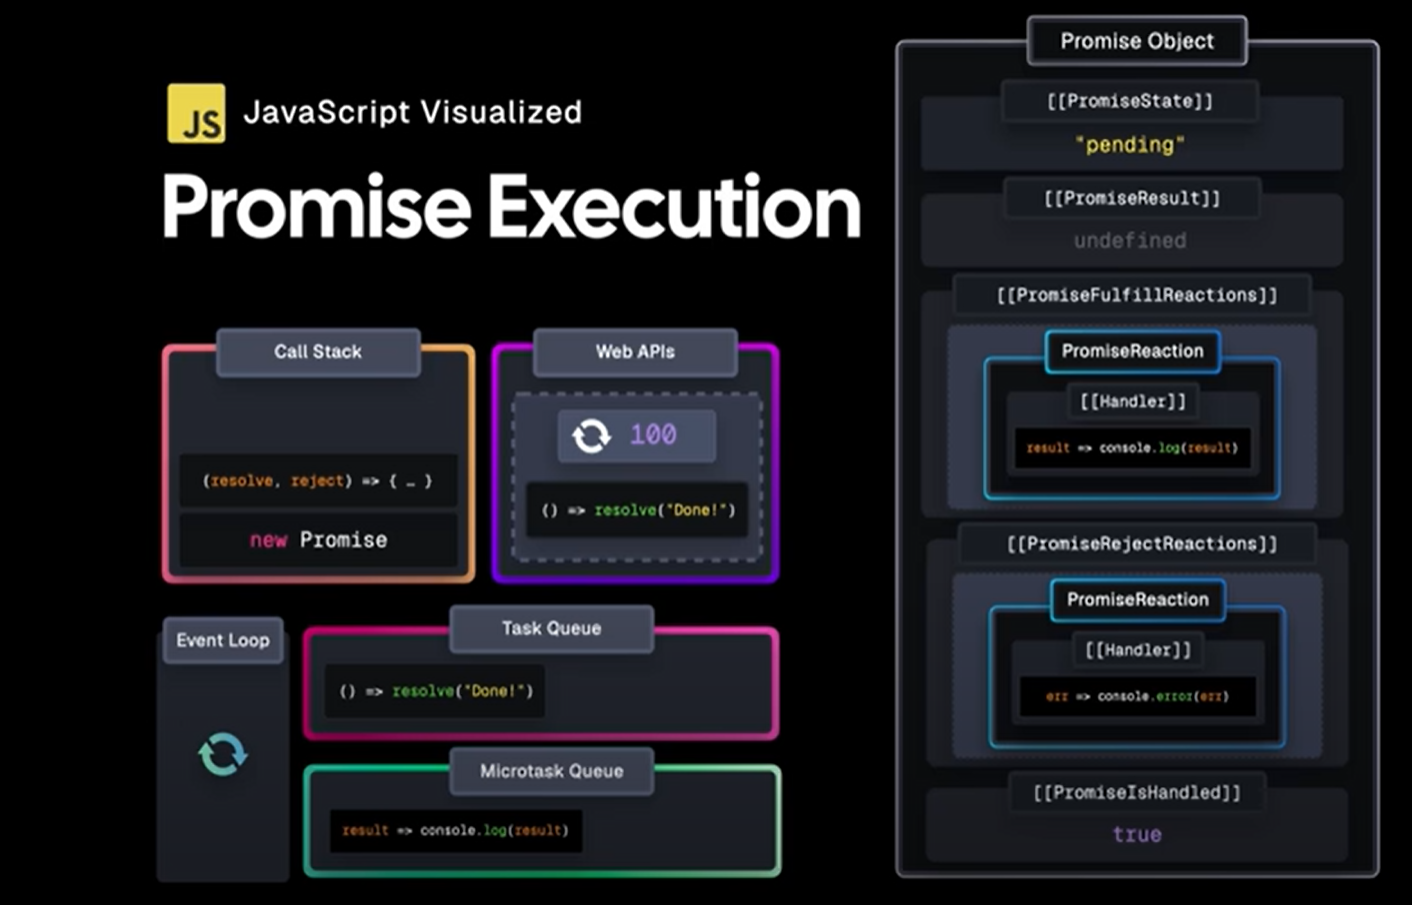 JS
JavaScript Visualized
Promise Execution
Call Stack
(resolve, reject) => { … }
new Promise
Web APIs
100
() => resolve("Done!")
Event Loop
Task Queue
() => resolve("Done!")
Microtask Queue
result => console.log(result)
Promise Object
[[PromiseState]]
"pending"
[[PromiseResult]]
undefined
[[PromiseFulfillReactions]]
PromiseReaction
[[Handler]]
result => console.log(result)
[[PromiseRejectReactions]]
PromiseReaction
[[Handler]]
err => console.error(err)
[[PromiseIsHandled]]
true